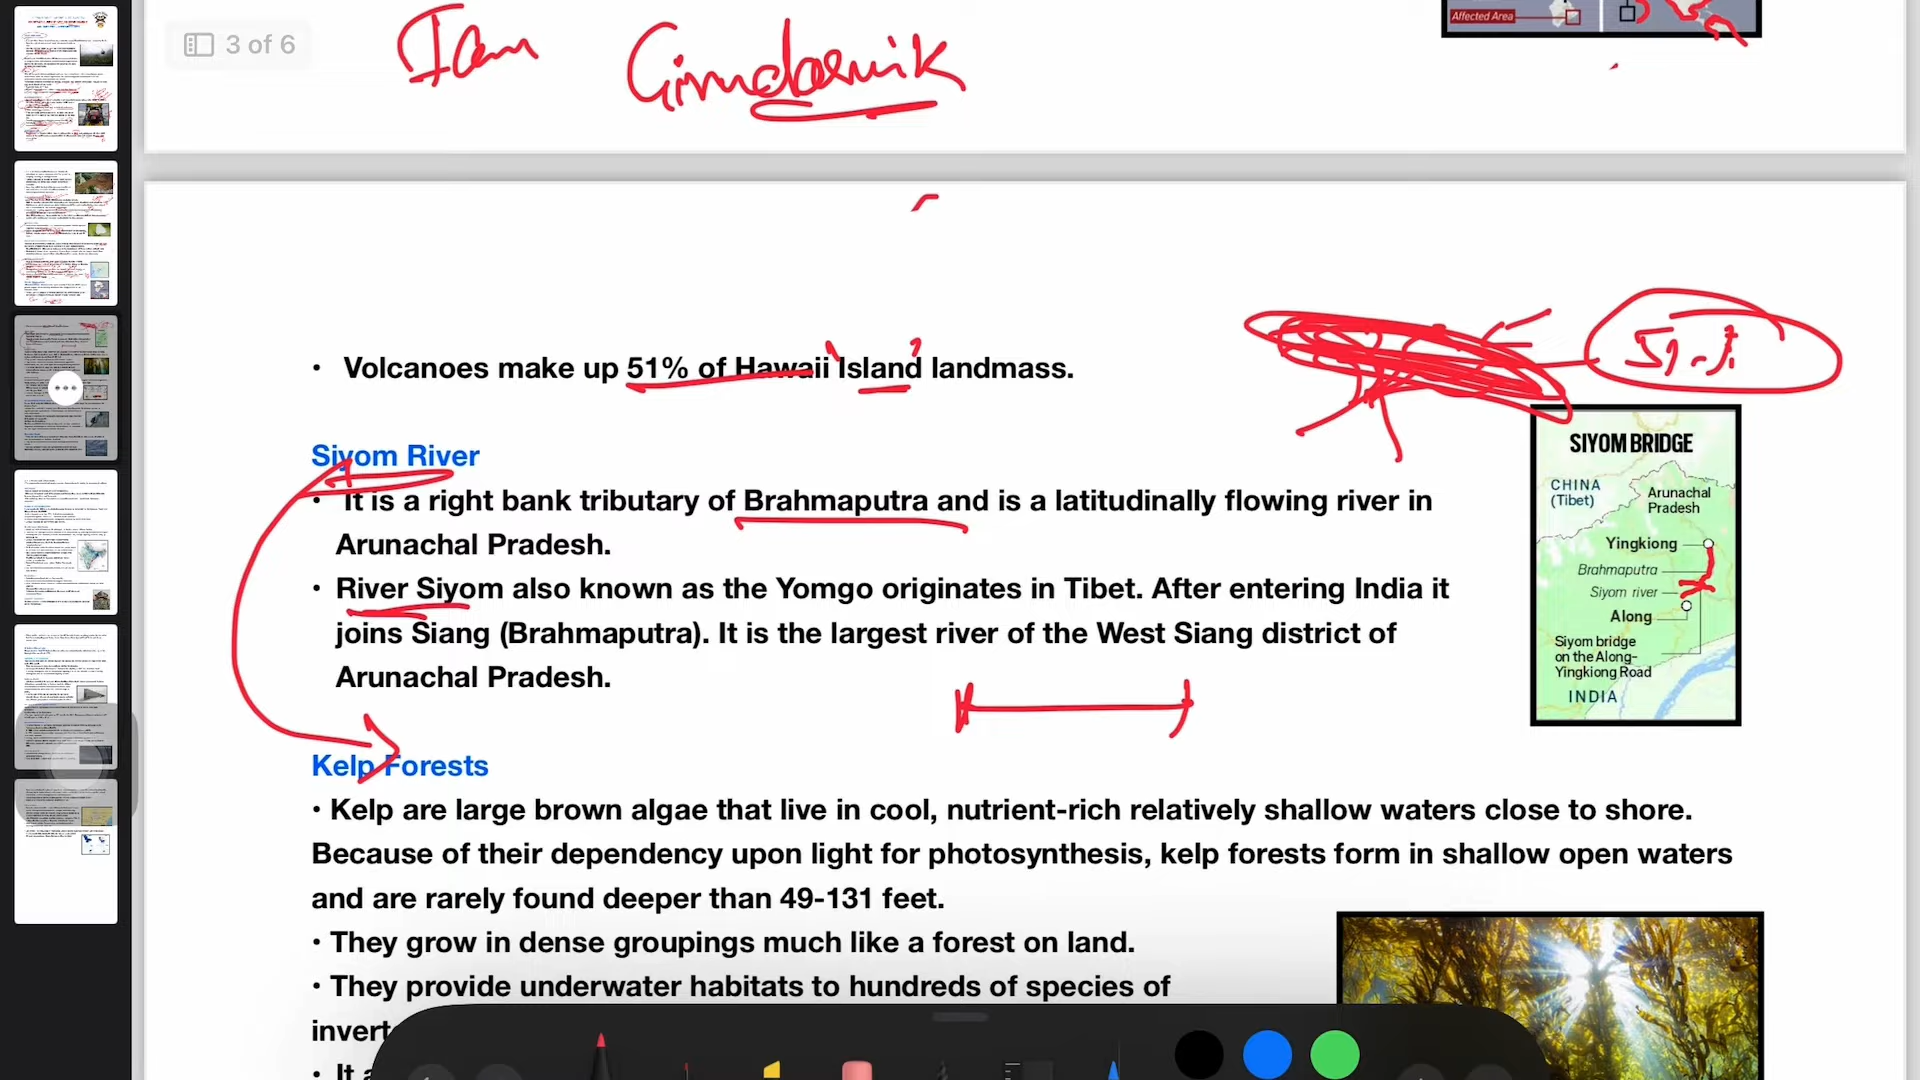 3 of 6
I am
Affected Area
• Volcanoes make up 51% of Hawaii Island landmass.
Siyom River
• It is a right bank tributary of Brahmaputra and is a latitudinally flowing river in
Arunachal Pradesh.
• River Siyom also known as the Yomgo originates in Tibet. After entering India it
joins Siang (Brahmaputra). It is the largest river of the West Siang district of
Arunachal Pradesh.
SIYOM BRIDGE
CHINA
(Tibet)
Arunachal
Pradesh
Yingkiong
Brahmaputra
Siyom river
Along
Siyom bridge
on the Along-
Yingkiong Road
INDIA
Kelp Forests
• Kelp are large brown algae that live in cool, nutrient-rich relatively shallow waters close to shore.
Because of their dependency upon light for photosynthesis, kelp forests form in shallow open waters
and are rarely found deeper than 49-131 feet.
• They grow in dense groupings much like a forest on land.
• They provide underwater habitats to hundreds of species of